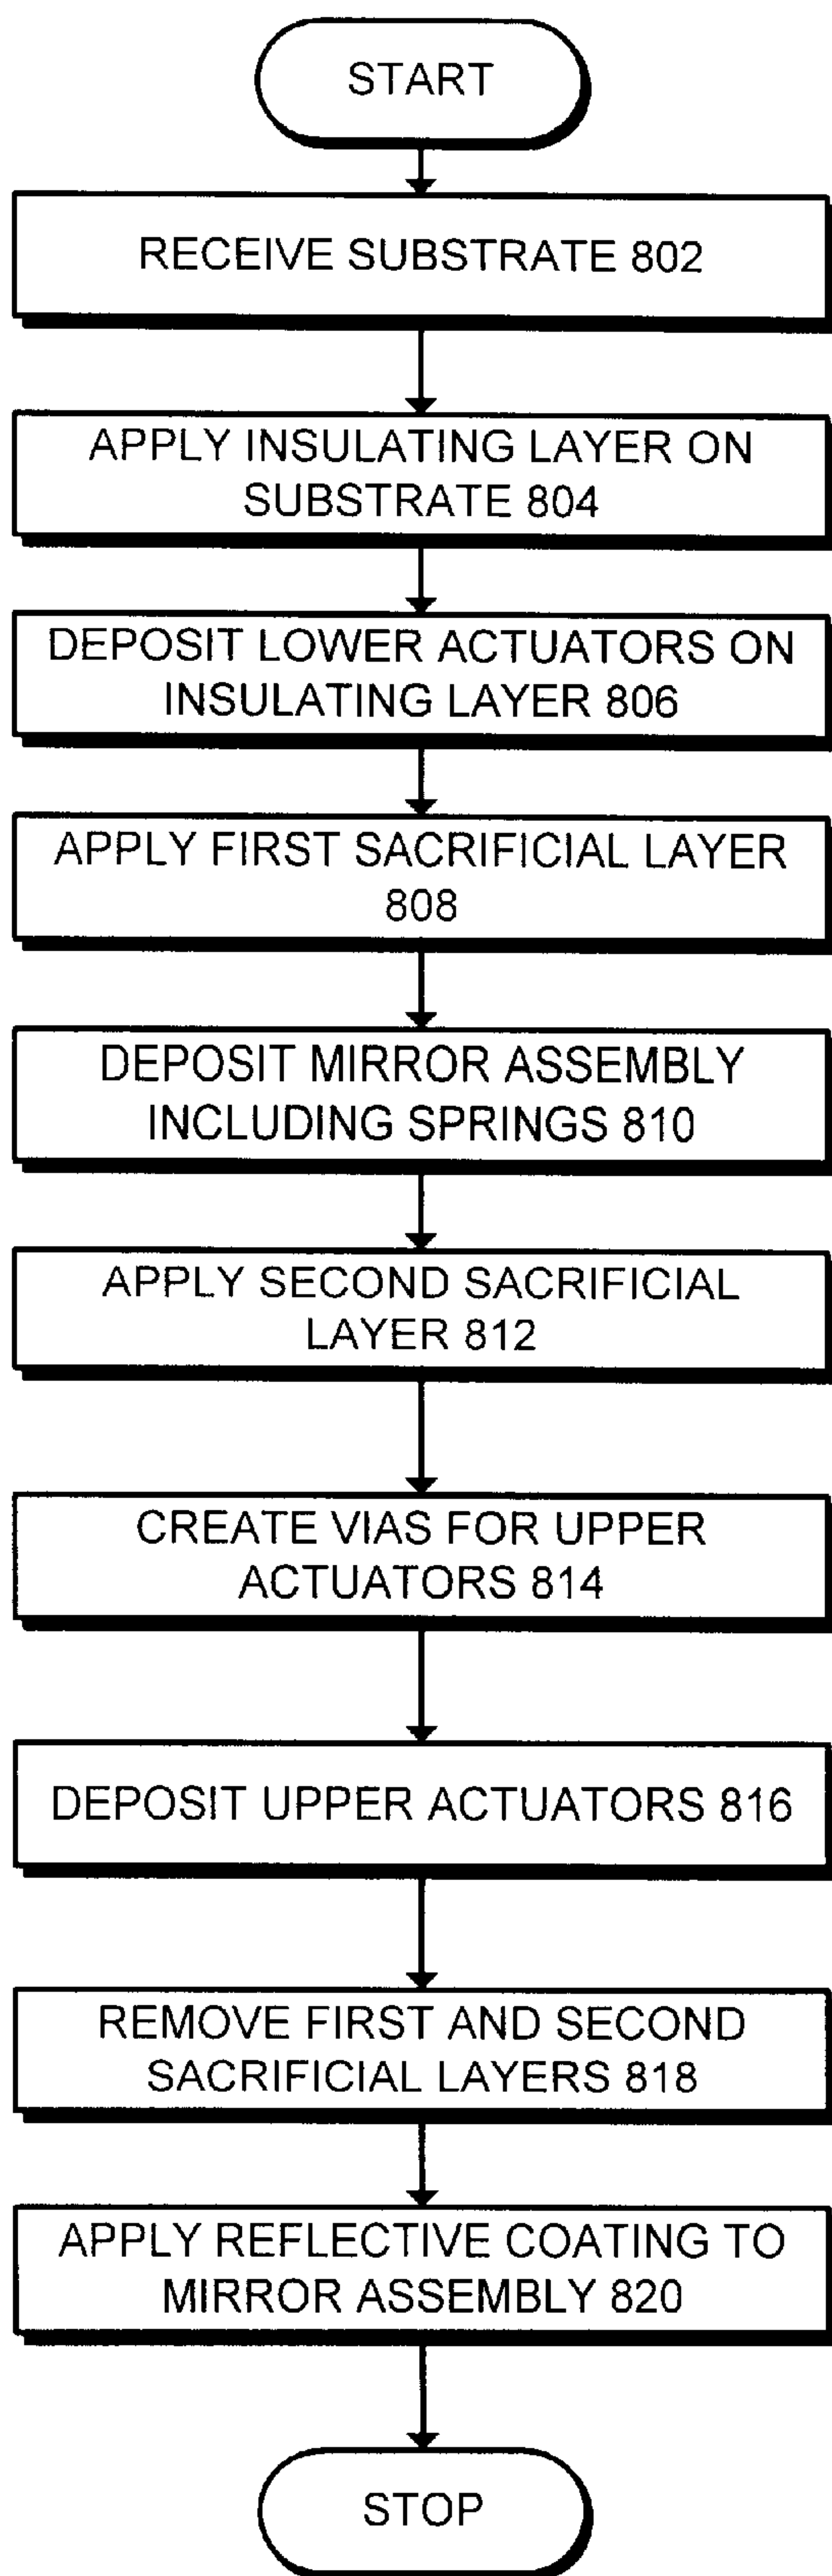 START
RECEIVE SUBSTRATE 802
APPLY INSULATING LAYER ON
SUBSTRATE 804
DEPOSIT LOWER ACTUATORS ON
INSULATING LAYER 806
APPLY FIRST SACRIFICIAL LAYER
808
DEPOSIT MIRROR ASSEMBLY
INCLUDING SPRINGS 810
APPLY SECOND SACRIFICIAL
LAYER 812
CREATE VIAS FOR UPPER
ACTUATORS 814
DEPOSIT UPPER ACTUATORS 816
REMOVE FIRST AND SECOND
SACRIFICIAL LAYERS 818
APPLY REFLECTIVE COATING TO
MIRROR ASSEMBLY 820
STOP